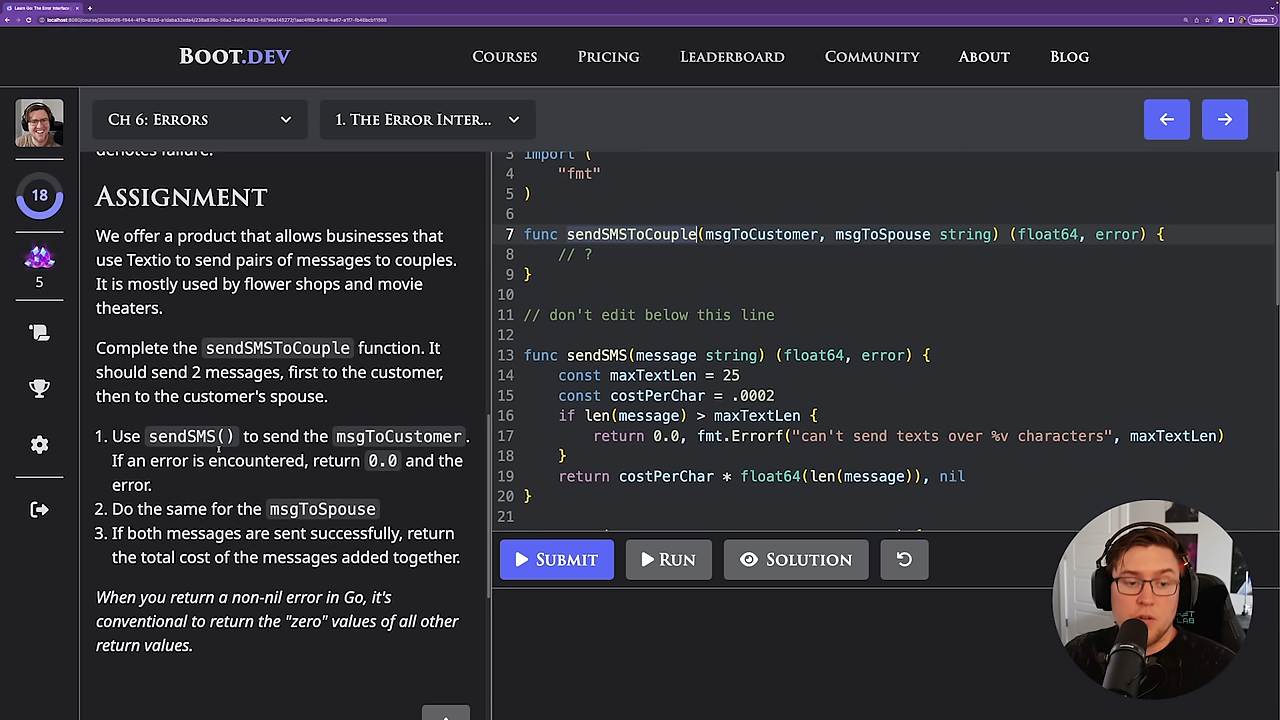 Learn Go: The Error Interface
Update
BOOT.DEV
COURSES
PRICING
LEADERBOARD
COMMUNITY
ABOUT
BLOG
CH 6: ERRORS
1. THE ERROR INTER...
18
5
denotes failure.
ASSIGNMENT
We offer a product that allows businesses that
use Textio to send pairs of messages to couples.
It is mostly used by flower shops and movie
theaters.
Complete the sendSMSToCouple function. It
should send 2 messages, first to the customer,
then to the customer's spouse.
1. Use sendSMS() to send the msgToCustomer.
If an error is encountered, return 0.0 and the
error.
2. Do the same for the msgToSpouse
3. If both messages are sent successfully, return
the total cost of the messages added together.
When you return a non-nil error in Go, it's
conventional to return the "zero" values of all other
return values.
3 import (
4 "fmt"
5 )
6
7 func sendSMSToCouple(msgToCustomer, msgToSpouse string) (float64, error) {
8 // ?
9 }
10
11 // don't edit below this line
12
13 func sendSMS(message string) (float64, error) {
14 const maxTextLen = 25
15 const costPerChar = .0002
16 if len(message) > maxTextLen {
17 return 0.0, fmt.Errorf("can't send texts over %v characters", maxTextLen)
18 }
19 return costPerChar * float64(len(message)), nil
20 }
21
SUBMIT
RUN
SOLUTION